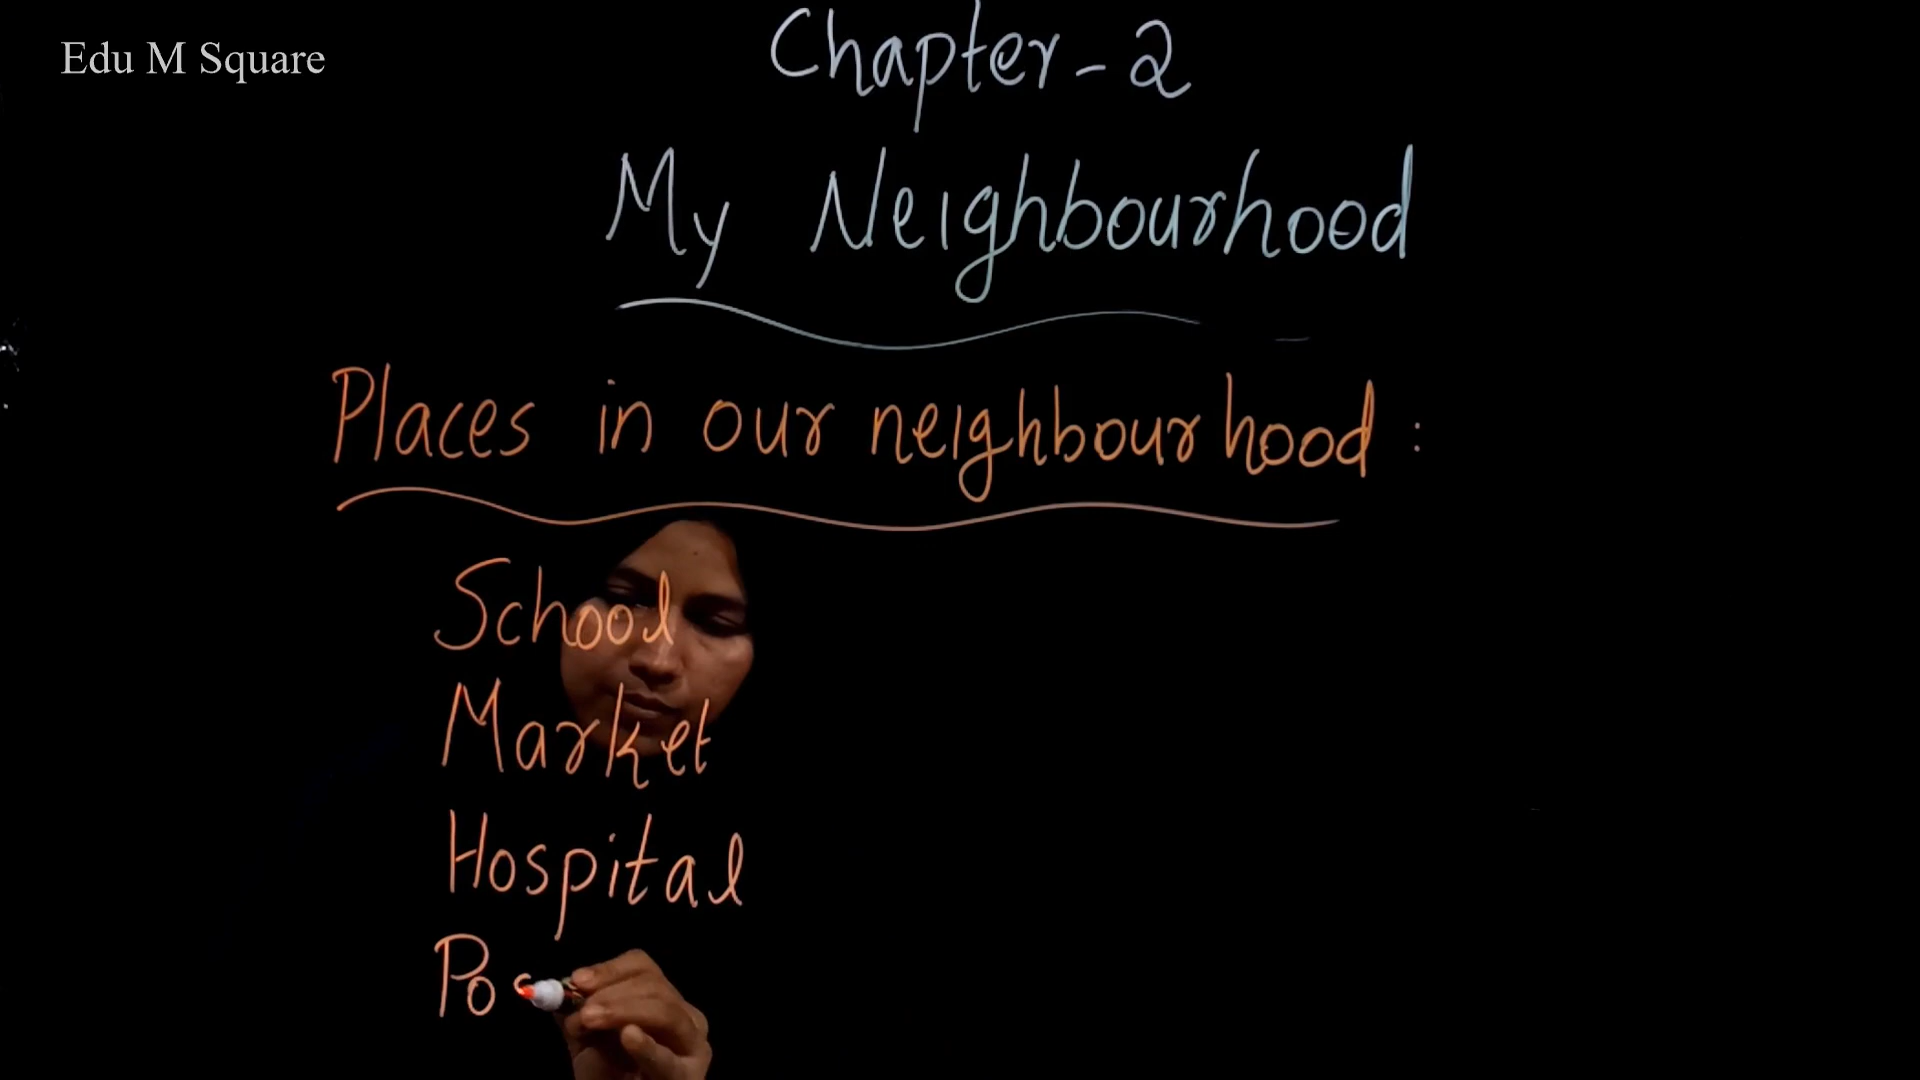 Edu M Square
Chapter-2
My Neighbourhood
Places in our neighbourhood :
School
Market
Hospital
Po